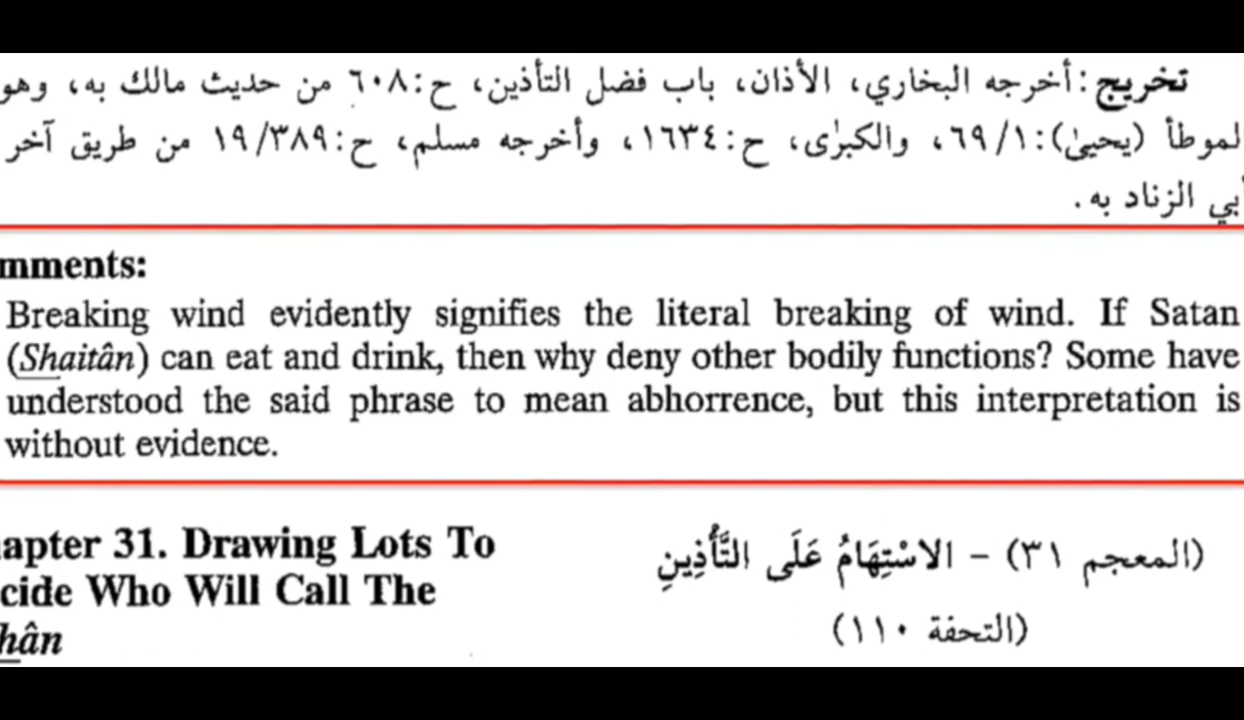 تخريج: أخرجه البخاري، الأذان، باب فضل التأذين، ح:٦٠٨ من حديث مالك به، وهو
لموطأ (يحيىٰ):٦٩/١، والكبرٰى، ح:١٦٣٤، وأخرجه مسلم، ح:١٩/٣٨٩ من طريق آخر
أبي الزناد به.
mments:
Breaking wind evidently signifies the literal breaking of wind. If Satan
(Shaitân) can eat and drink, then why deny other bodily functions? Some have
understood the said phrase to mean abhorrence, but this interpretation is
without evidence.
apter 31. Drawing Lots To
cide Who Will Call The
hân
(المعجم ٣١) - الاسْتِهَامُ عَلَى التَّأْذِينِ
(التحفة ١١٠)